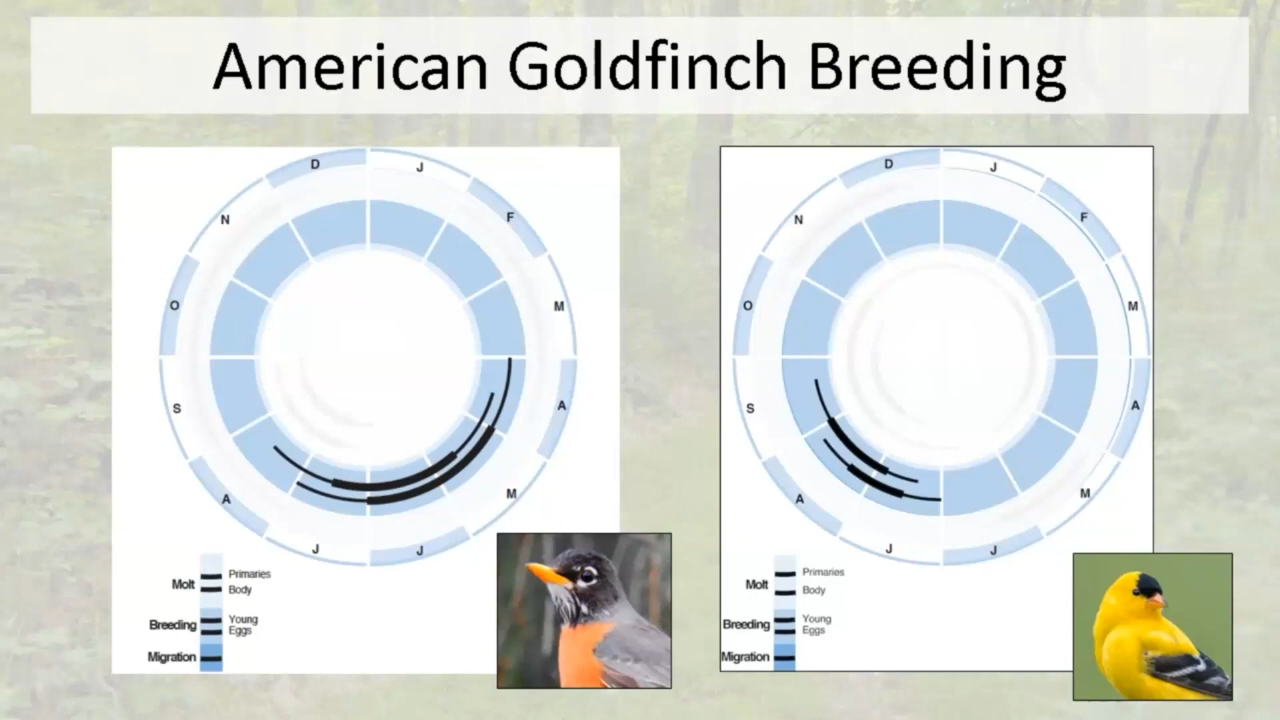 American Goldfinch Breeding
D
J
N
F
O
M
S
A
A
M
J
J
Molt
Primaries
Body
Breeding
Young
Eggs
Migration
D
J
N
F
O
M
S
A
A
M
J
J
Molt
Primaries
Body
Breeding
Young
Eggs
Migration